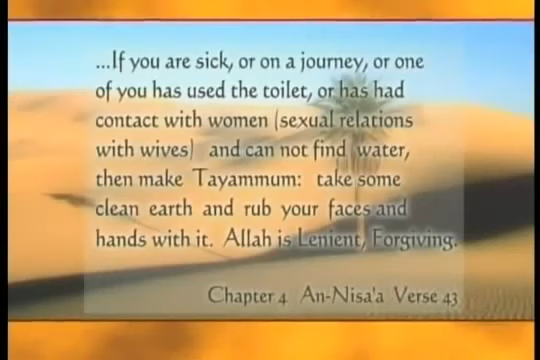 ...If you are sick, or on a journey, or one
of you has used the toilet, or has had
contact with women (sexual relations
with wives) and can not find water,
then make Tayammum: take some
clean earth and rub your faces and
hands with it. Allah is Lenient, Forgiving.
Chapter 4 An-Nisa'a Verse 43